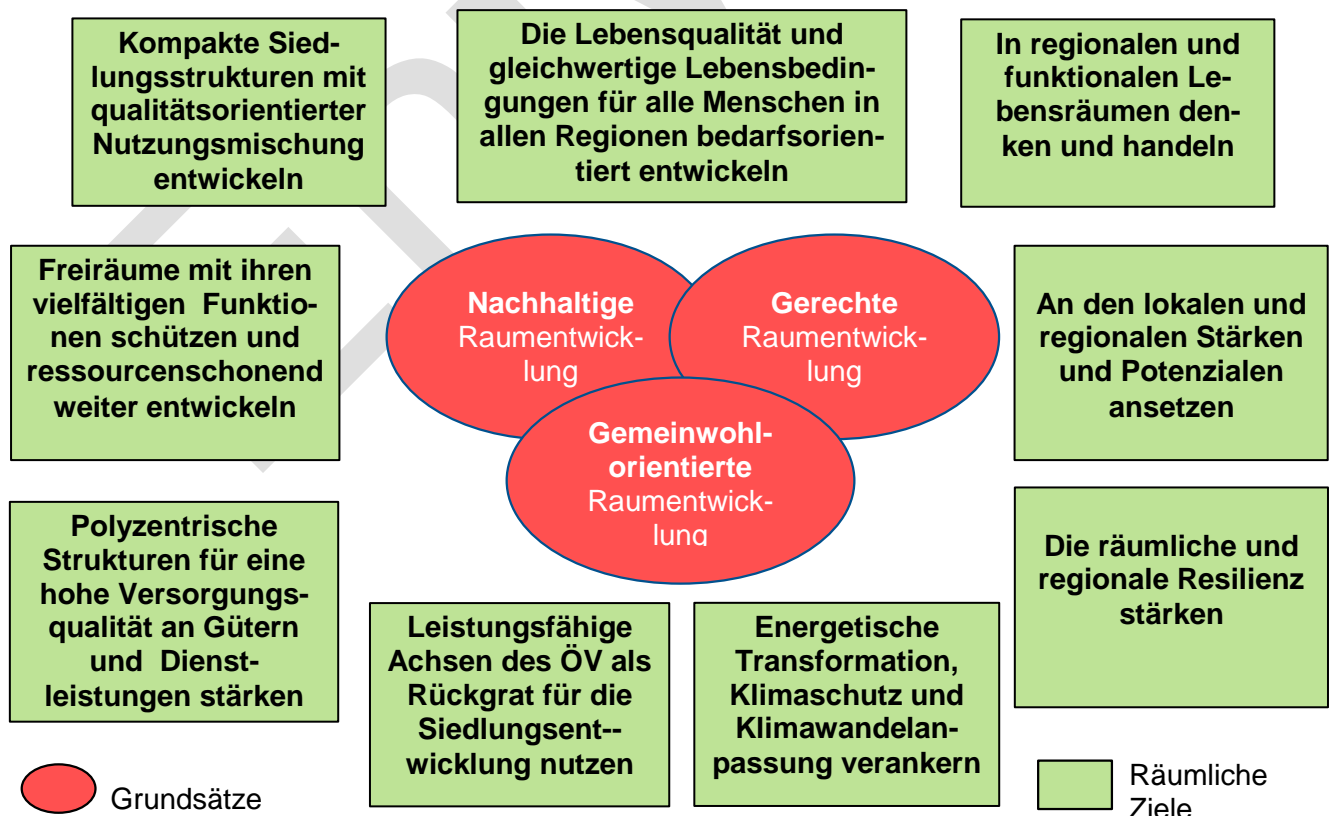 Kompakte Sied-
lungsstrukturen mit
qualitätsorientierter
Nutzungsmischung
entwickeln
Die Lebensqualität und
gleichwertige Lebensbedin-
gungen für alle Menschen in
allen Regionen bedarfsorien-
tiert entwickeln
In regionalen und
funktionalen Le-
bensräumen den-
ken und handeln
Freiräume mit ihren
vielfältigen Funktio-
nen schützen und
ressourcenschonend
weiter entwickeln
Nachhaltige
Raumentwick-
lung
Gerechte
Raumentwick-
lung
An den lokalen und
regionalen Stärken
und Potenzialen
ansetzen
Gemeinwohl-
orientierte
Raumentwick-
lung
Polyzentrische
Strukturen für eine
hohe Versorgungs-
qualität an Gütern
und Dienst-
leistungen stärken
Leistungsfähige
Achsen des ÖV als
Rückgrat für die
Siedlungsent--
wicklung nutzen
Energetische
Transformation,
Klimaschutz und
Klimawandelan-
passung verankern
Die räumliche und
regionale Resilienz
stärken
Grundsätze
Räumliche
Ziele